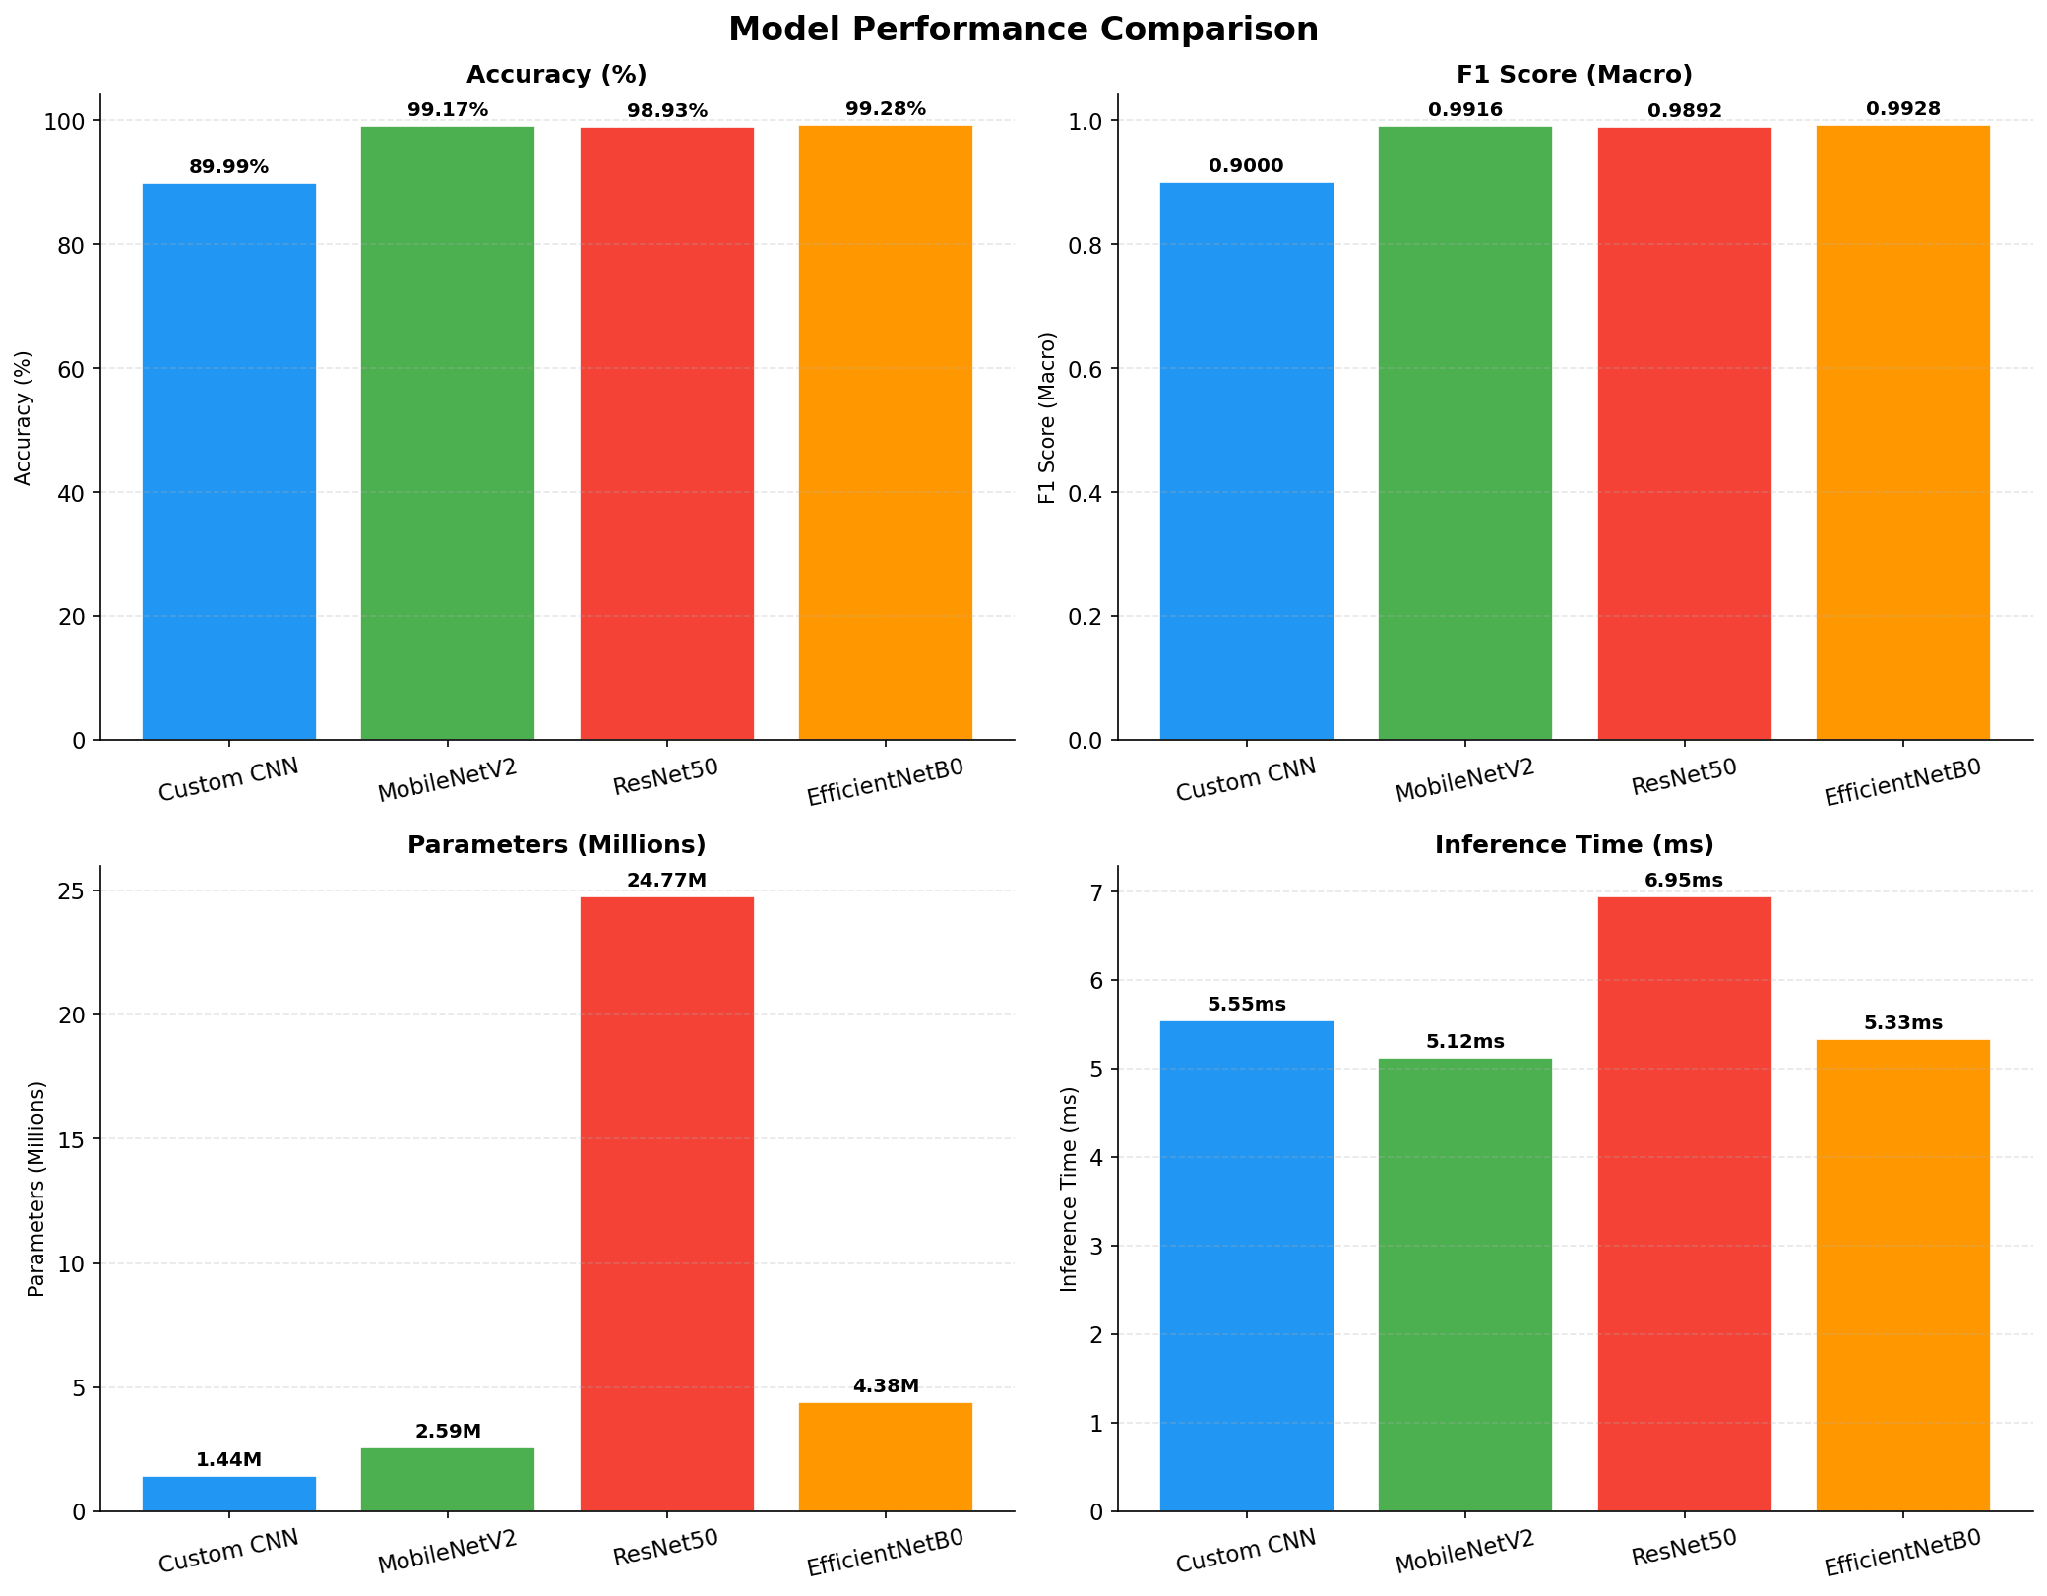 Model Performance Comparison
Accuracy (%)
99.17%
98.93%
99.28%
89.99%
100
80
60
40
20
0
Accuracy (%)
Custom CNN
MobileNetV2
ResNet50
EfficientNetB0
F1 Score (Macro)
0.9916
0.9892
0.9928
0.9000
1.0
0.8
0.6
0.4
0.2
0.0
F1 Score (Macro)
Custom CNN
MobileNetV2
ResNet50
EfficientNetB0
Parameters (Millions)
24.77M
4.38M
2.59M
1.44M
25
20
15
10
5
0
Parameters (Millions)
Custom CNN
MobileNetV2
ResNet50
EfficientNetB0
Inference Time (ms)
6.95ms
5.55ms
5.33ms
5.12ms
7
6
5
4
3
2
1
0
Inference Time (ms)
Custom CNN
MobileNetV2
ResNet50
EfficientNetB0